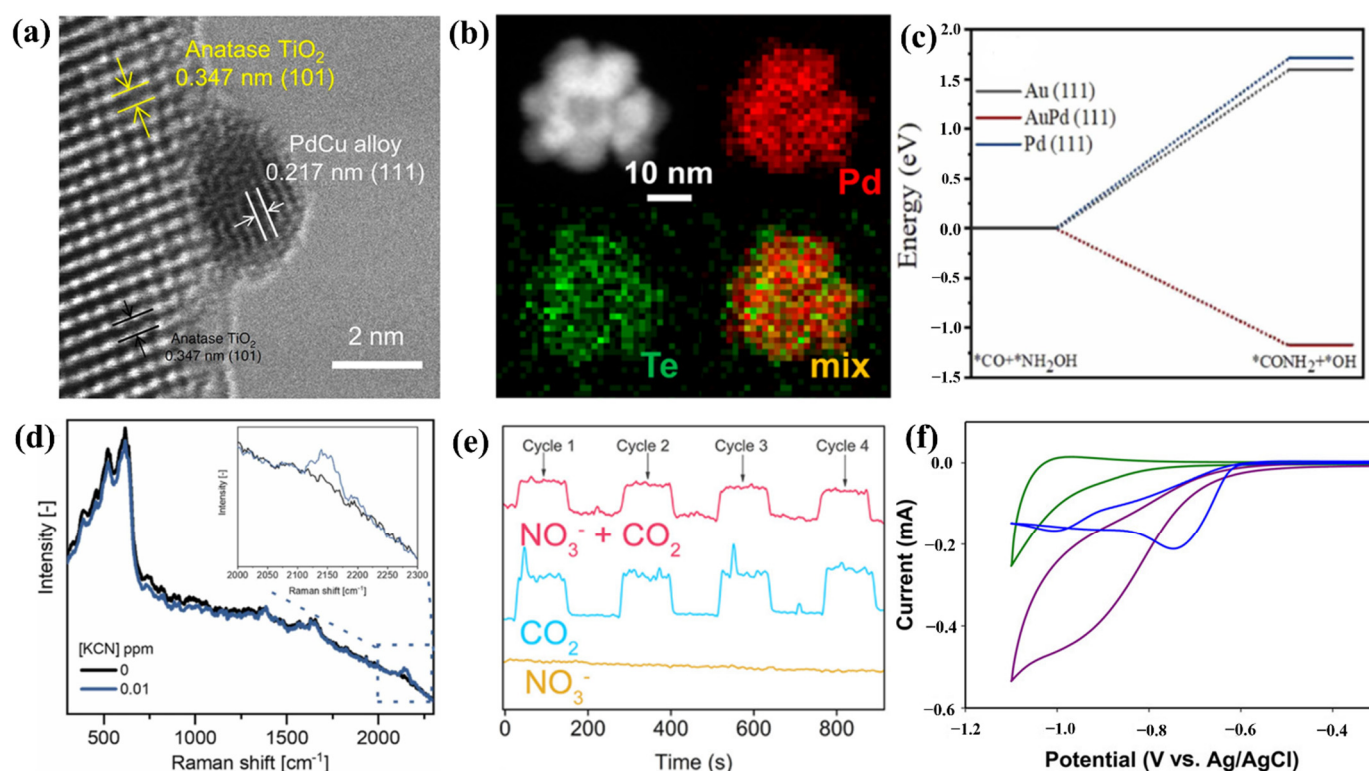 (a)
Anatase TiO₂
0.347 nm (101)
PdCu alloy
0.217 nm (111)
Anatase TiO₂
0.347 nm (101)
2 nm
(b)
10 nm
Pd
Te
mix
(c)
2.0
1.5
1.0
0.5
0.0
−0.5
−1.0
−1.5
Energy (eV)
Au (111)
AuPd (111)
Pd (111)
*CO+*NH₂OH
*CONH₂+*OH
(d)
Intensity [-]
[KCN] ppm
0
0.01
500 1000 1500 2000
Raman shift [cm⁻¹]
Intensity [-]
2000 2050 2100 2150 2200 2250 2300
Raman shift [cm⁻¹]
(e)
Cycle 1 Cycle 2 Cycle 3 Cycle 4
NO₃⁻ + CO₂
CO₂
NO₃⁻
0 200 400 600 800
Time (s)
(f)
0.0
−0.2
−0.4
−0.6
Current (mA)
−1.2 −1.0 −0.8 −0.6 −0.4
Potential (V vs. Ag/AgCl)